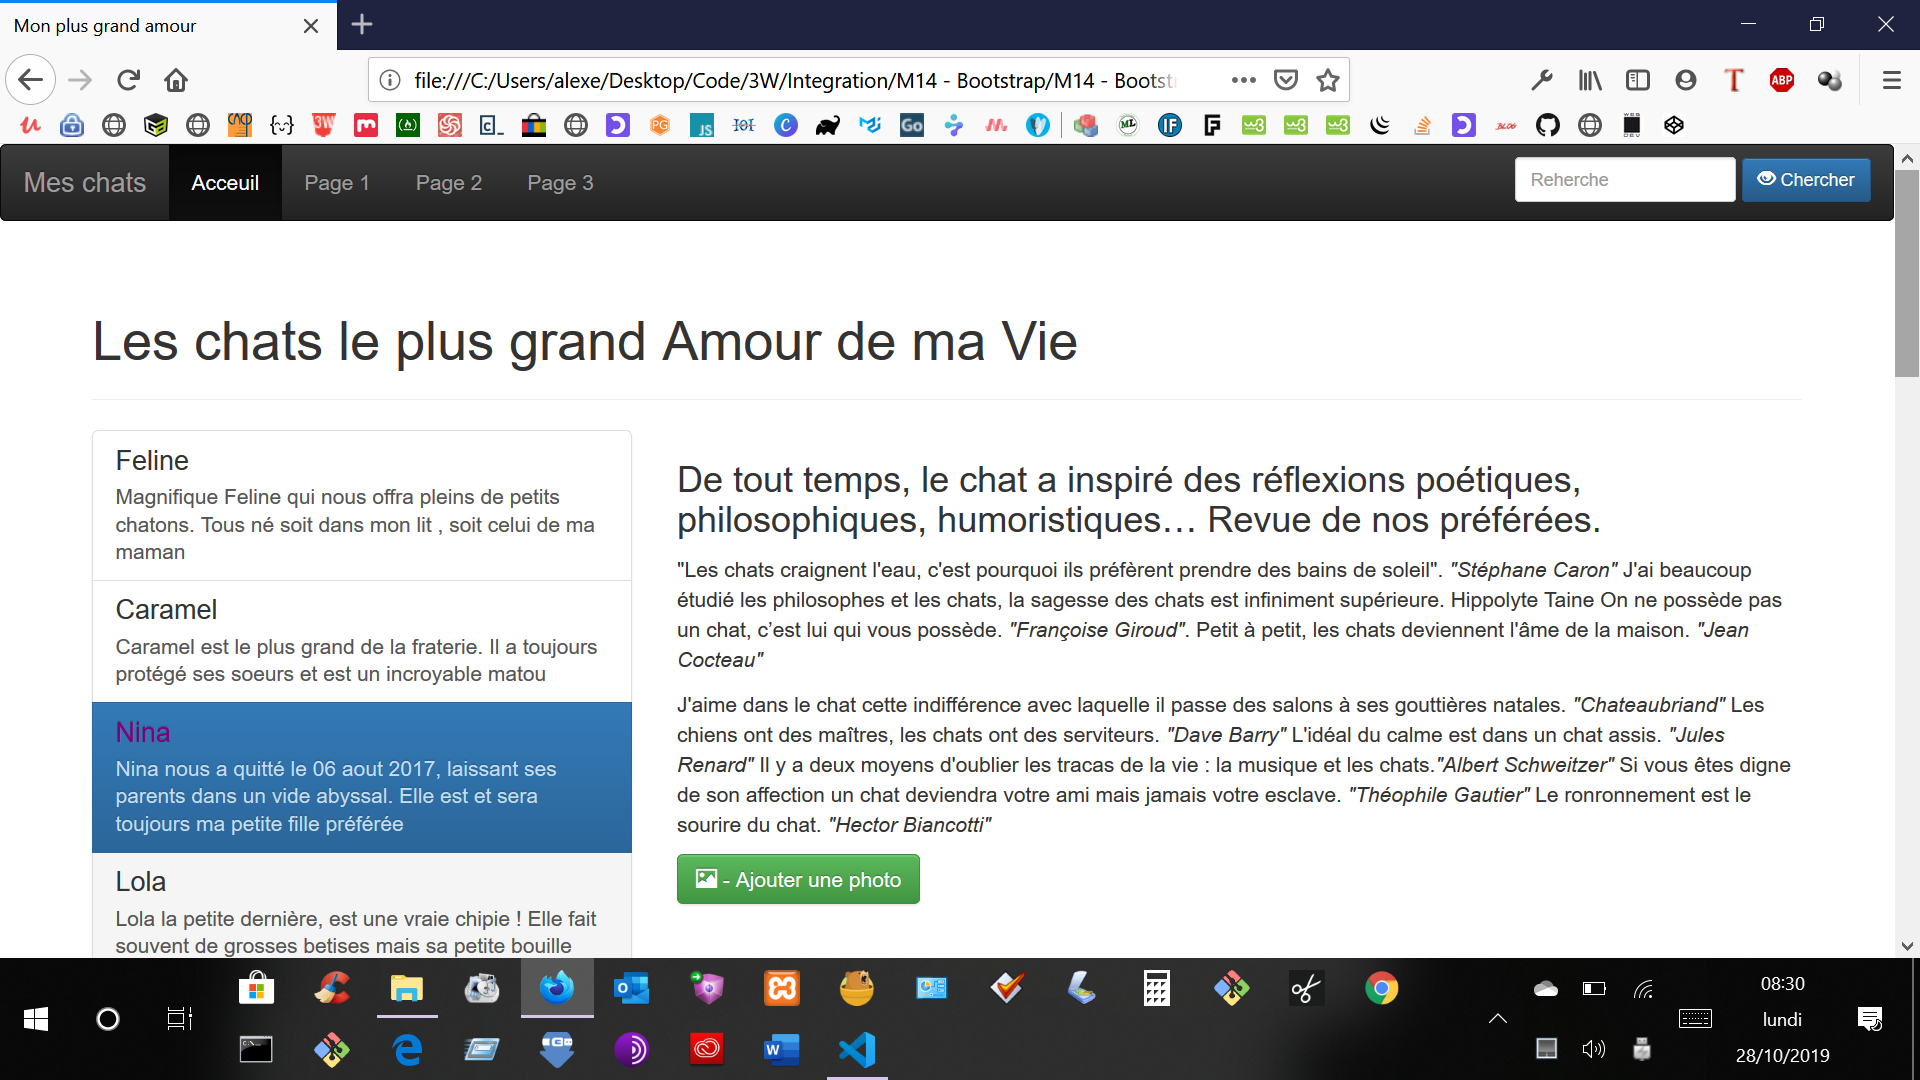 Mon plus grand amour
file:///C:/Users/alexe/Desktop/Code/3W/Integration/M14 - Bootstrap/M14 - Bootst
Mes chats
Acceuil
Page 1
Page 2
Page 3
Reherche
Chercher
Les chats le plus grand Amour de ma Vie
Feline
Magnifique Feline qui nous offra pleins de petits
chatons. Tous né soit dans mon lit , soit celui de ma
maman
Caramel
Caramel est le plus grand de la fraterie. Il a toujours
protégé ses soeurs et est un incroyable matou
Nina
Nina nous a quitté le 06 aout 2017, laissant ses
parents dans un vide abyssal. Elle est et sera
toujours ma petite fille préférée
Lola
Lola la petite dernière, est une vraie chipie ! Elle fait
souvent de grosses betises mais sa petite bouille
De tout temps, le chat a inspiré des réflexions poétiques,
philosophiques, humoristiques… Revue de nos préférées.
"Les chats craignent l'eau, c'est pourquoi ils préfèrent prendre des bains de soleil". "Stéphane Caron" J'ai beaucoup
étudié les philosophes et les chats, la sagesse des chats est infiniment supérieure. Hippolyte Taine On ne possède pas
un chat, c’est lui qui vous possède. "Françoise Giroud". Petit à petit, les chats deviennent l'âme de la maison. "Jean
Cocteau"
J'aime dans le chat cette indifférence avec laquelle il passe des salons à ses gouttières natales. "Chateaubriand" Les
chiens ont des maîtres, les chats ont des serviteurs. "Dave Barry" L'idéal du calme est dans un chat assis. "Jules
Renard" Il y a deux moyens d'oublier les tracas de la vie : la musique et les chats."Albert Schweitzer" Si vous êtes digne
de son affection un chat deviendra votre ami mais jamais votre esclave. "Théophile Gautier" Le ronronnement est le
sourire du chat. "Hector Biancotti"
- Ajouter une photo
08:30
lundi
28/10/2019